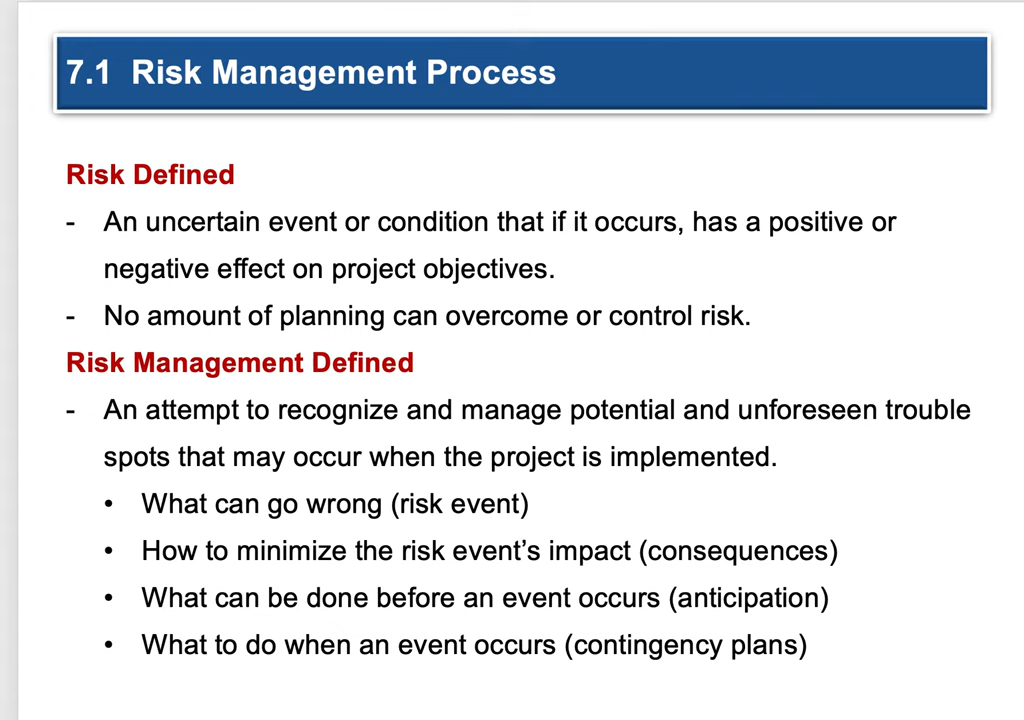 7.1 Risk Management Process
Risk Defined
- An uncertain event or condition that if it occurs, has a positive or
negative effect on project objectives.
- No amount of planning can overcome or control risk.
Risk Management Defined
- An attempt to recognize and manage potential and unforeseen trouble
spots that may occur when the project is implemented.
• What can go wrong (risk event)
• How to minimize the risk event’s impact (consequences)
• What can be done before an event occurs (anticipation)
• What to do when an event occurs (contingency plans)